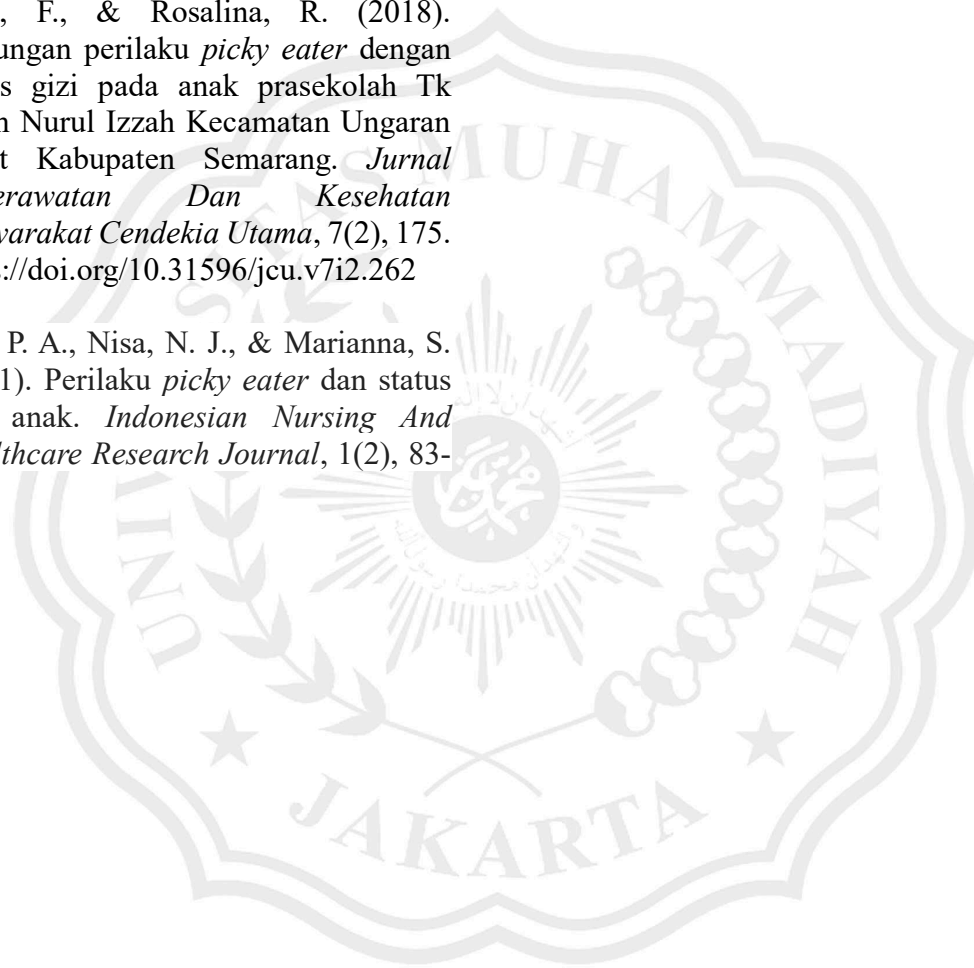 , F., & Rosalina, R. (2018).
ungan perilaku picky eater dengan
s gizi pada anak prasekolah Tk
n Nurul Izzah Kecamatan Ungaran
t Kabupaten Semarang. Jurnal
erawatan Dan Kesehatan
yarakat Cendekia Utama, 7(2), 175.
s://doi.org/10.31596/jcu.v7i2.262
P. A., Nisa, N. J., & Marianna, S.
1). Perilaku picky eater dan status
anak. Indonesian Nursing And
lthcare Research Journal, 1(2), 83-
SITAS MUHAMMADIYAH
UNI
JAKARTA